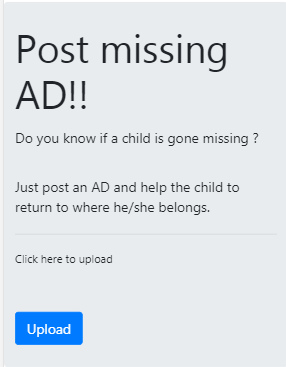 Post missing
AD!!
Do you know if a child is gone missing ?
Just post an AD and help the child to
return to where he/she belongs.
Click here to upload
Upload